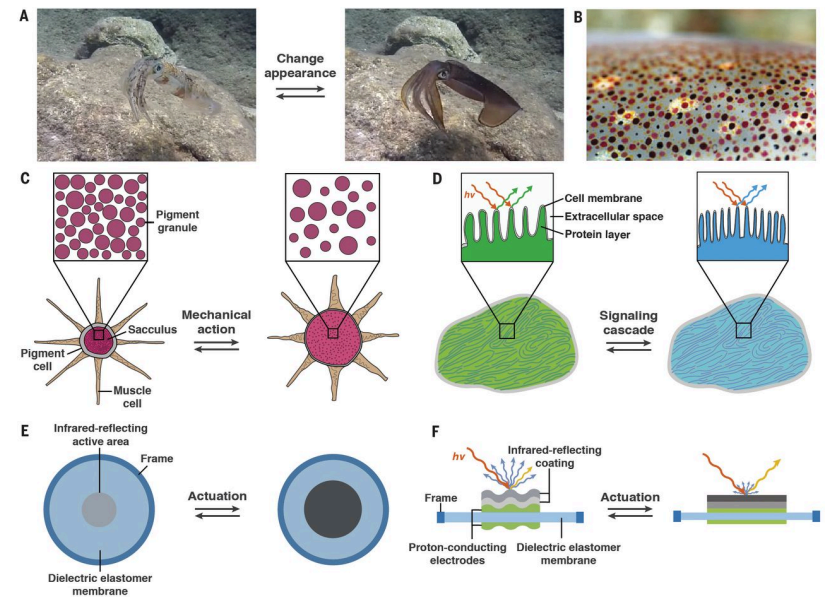 A
Change
appearance
B
C
Pigment
granule
Mechanical
action
Sacculus
Pigment
cell
Muscle
cell
D
hv
Cell membrane
Extracellular space
Protein layer
Signaling
cascade
E
Infrared-reflecting
active area
Frame
Actuation
Dielectric elastomer
membrane
F
hv
Infrared-reflecting
coating
Frame
Actuation
Proton-conducting
electrodes
Dielectric elastomer
membrane